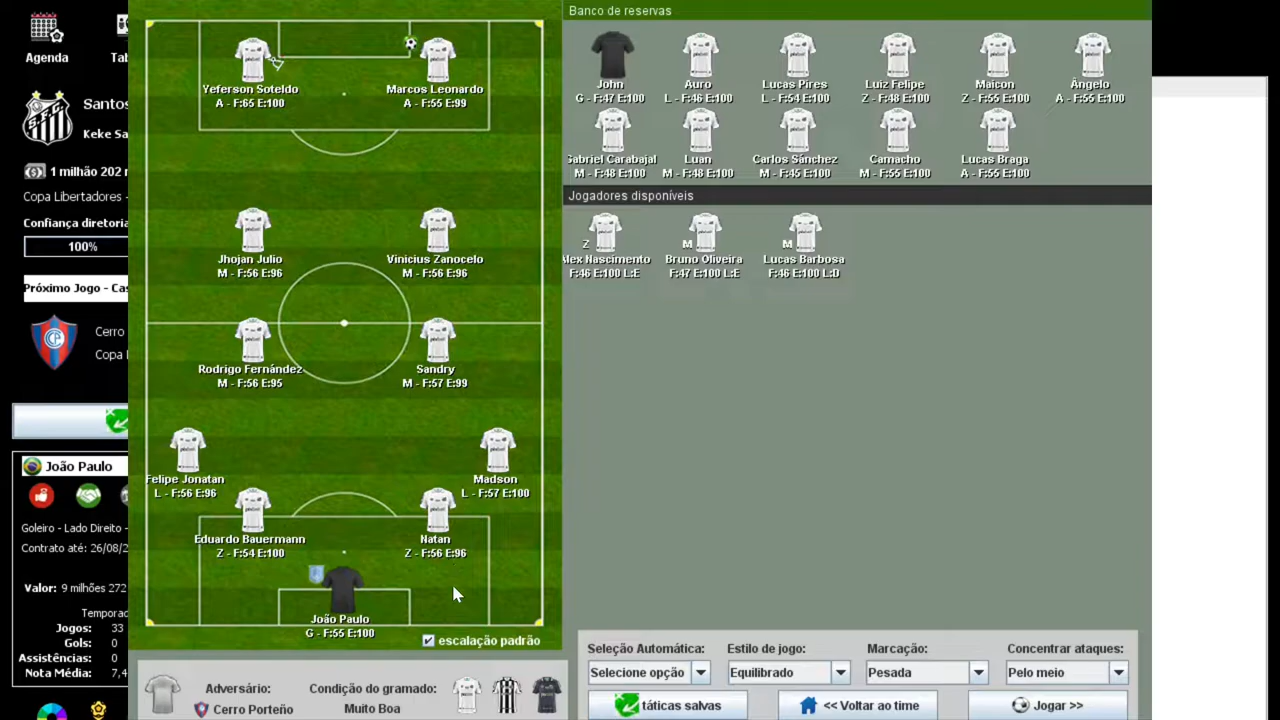 Agenda
Tab
Santos
Keke Sa
1 milhão 202 r
Copa Libertadores -
Confiança diretoria
100%
Próximo Jogo - Cas
Cerro
Copa l
João Paulo
Goleiro - Lado Direito -
Contrato até: 26/08/2
Valor: 9 milhões 272
Temporad
Jogos: 33
Gols: 0
Assistências: 0
Nota Média: 7,4
Yeferson Soteldo
A - F:65 E:100
Marcos Leonardo
A - F:55 E:99
Jhojan Julio
M - F:56 E:96
Vinicius Zanocelo
M - F:56 E:96
Rodrigo Fernández
M - F:56 E:95
Sandry
M - F:57 E:99
Felipe Jonatan
L - F:56 E:96
Madson
L - F:57 E:100
Eduardo Bauermann
Z - F:54 E:100
Natan
Z - F:56 E:96
João Paulo
G - F:55 E:100
escalação padrão
Adversário:
Cerro Porteño
Condição do gramado:
Muito Boa
Banco de reservas
John
G - F:47 E:100
Auro
L - F:46 E:100
Lucas Pires
L - F:54 E:100
Luiz Felipe
Z - F:48 E:100
Maicon
Z - F:55 E:100
Ângelo
A - F:55 E:100
Gabriel Carabajal
M - F:48 E:100
Luan
M - F:48 E:100
Carlos Sánchez
M - F:45 E:100
Camacho
M - F:55 E:100
Lucas Braga
A - F:55 E:100
Jogadores disponíveis
Z
Alex Nascimento
F:46 E:100 L:E
M
Bruno Oliveira
F:47 E:100 L:E
M
Lucas Barbosa
F:46 E:100 L:D
Seleção Automática:
Selecione opção
Estilo de jogo:
Equilibrado
Marcação:
Pesada
Concentrar ataques:
Pelo meio
táticas salvas
<< Voltar ao time
Jogar >>